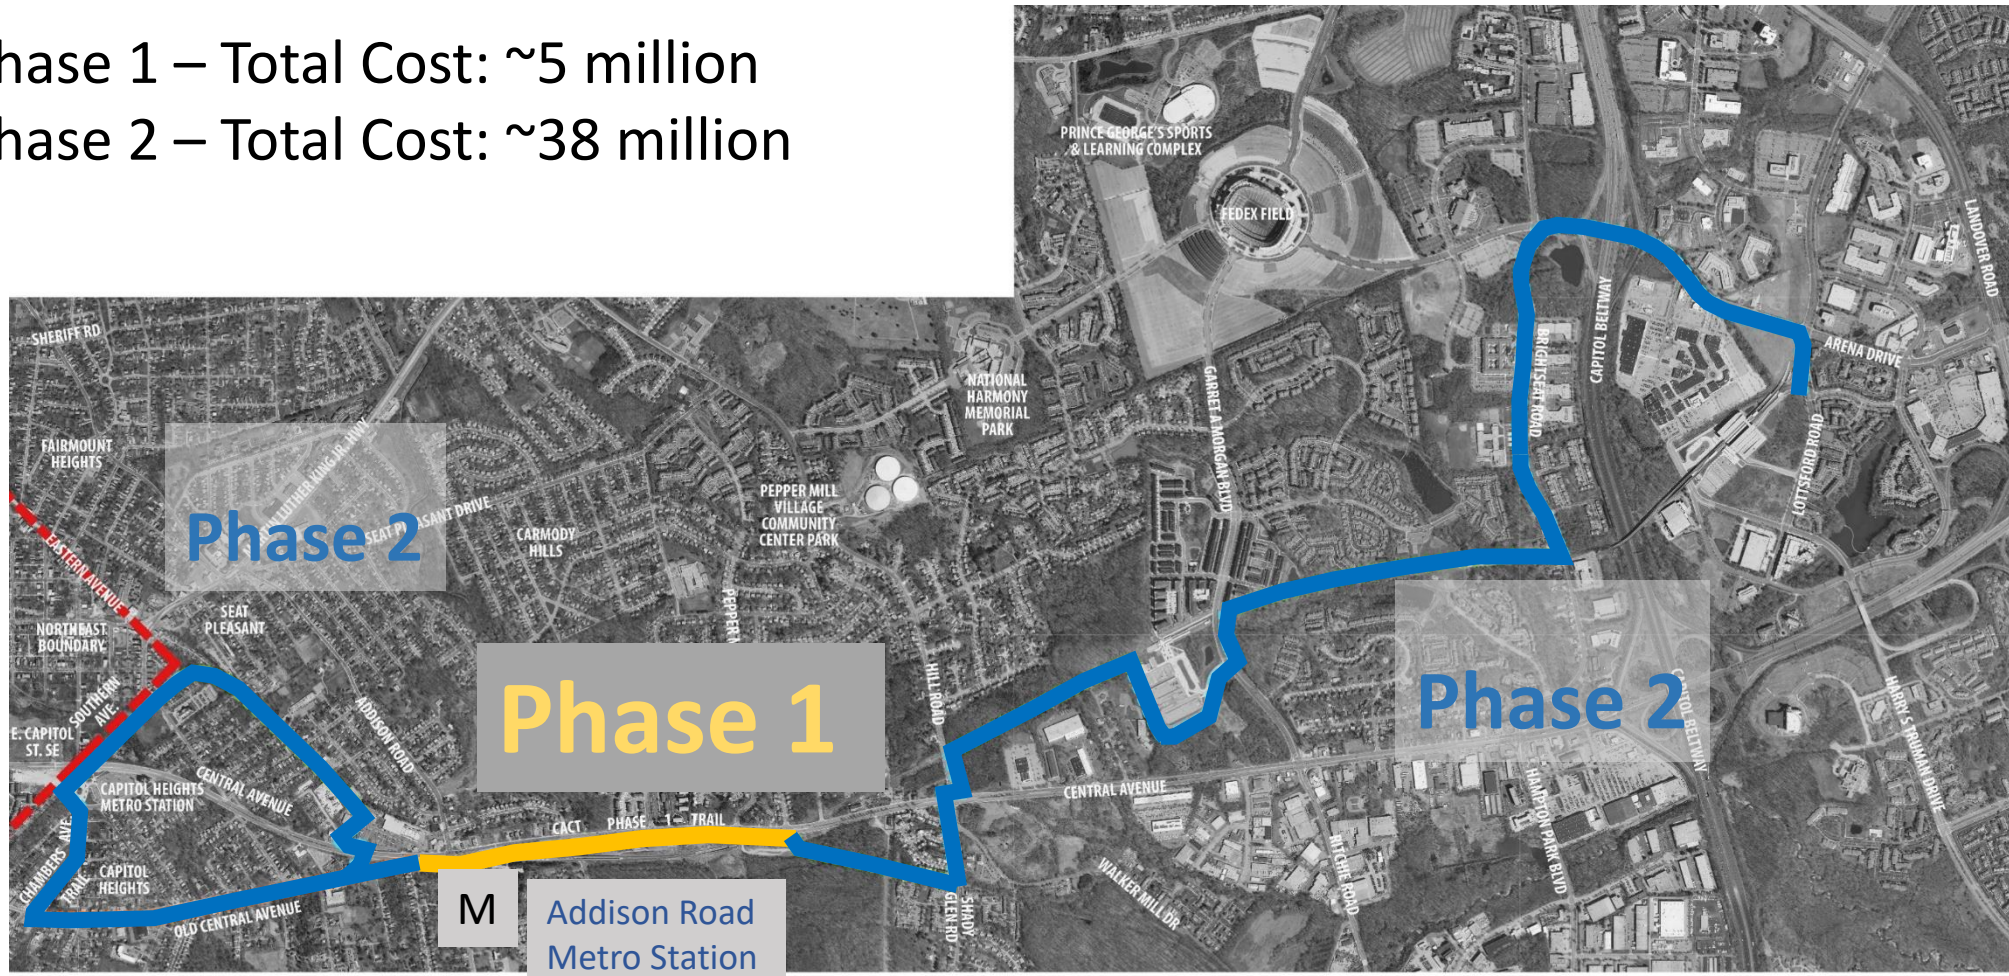 hase 1 – Total Cost: ~5 million
hase 2 – Total Cost: ~38 million
PRINCE GEORGE'S SPORTS
& LEARNING COMPLEX
FEDEX FIELD
LANDOVER ROAD
CAPITOL BELTWAY
BRIGHTSEAT ROAD
ARENA DRIVE
LOTTSFORD ROAD
GARRET A MORGAN BLVD
NATIONAL
HARMONY
MEMORIAL
PARK
SHERIFF RD
FAIRMOUNT
HEIGHTS
LUTHER KING JR. HWY
SEAT PLEASANT DRIVE
Phase 2
CARMODY
HILLS
PEPPER MILL
VILLAGE
COMMUNITY
CENTER PARK
EASTERN AVENUE
NORTHEAST
BOUNDARY
SEAT
PLEASANT
PEPPER M
SOUTHERN
AVE.
E. CAPITOL
ST. SE
ADDISON ROAD
Phase 1
HILL ROAD
Phase 2
CAPITOL BELTWAY
HARRY S TRUMAN DRIVE
CAPITOL HEIGHTS
METRO STATION
CENTRAL AVENUE
CENTRAL AVENUE
HAMPTON PARK BLVD
CACT PHASE 1 – TRAIL
CHAMBERS AVE.
TRAIL
CAPITOL
HEIGHTS
OLD CENTRAL AVENUE
RITCHIE ROAD
WALKER MILL DR
SHADY
GLEN RD
M
Addison Road
Metro Station